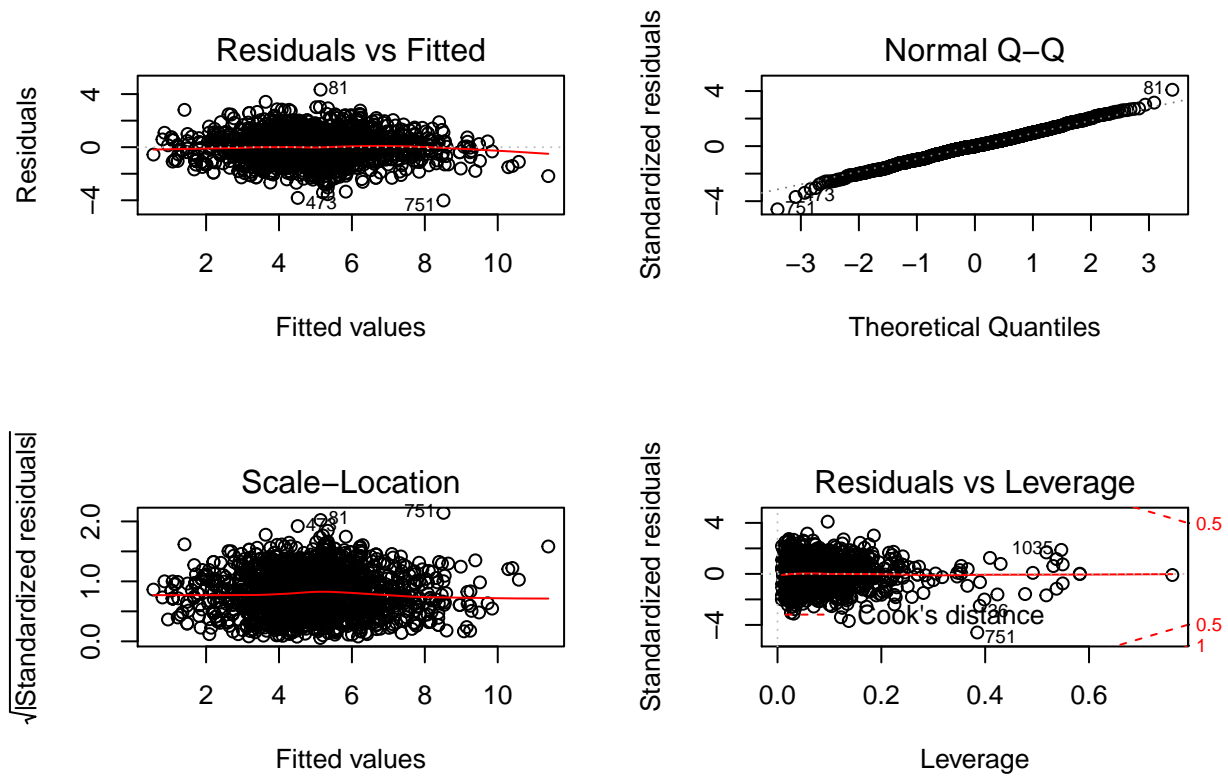 Residuals vs Fitted
Residuals
4
0
−4
81
473
751
2 4 6 8 10
Fitted values
Normal Q−Q
Standardized residuals
4
0
−4
81
473
751
−3 −2 −1 0 1 2 3
Theoretical Quantiles
Scale−Location
√|Standardized residuals|
2.0
1.0
0.0
751
81
473
2 4 6 8 10
Fitted values
Residuals vs Leverage
Standardized residuals
4
0
−4
1035
751
Cook's distance
0.5
0.5
1
0.0 0.2 0.4 0.6
Leverage